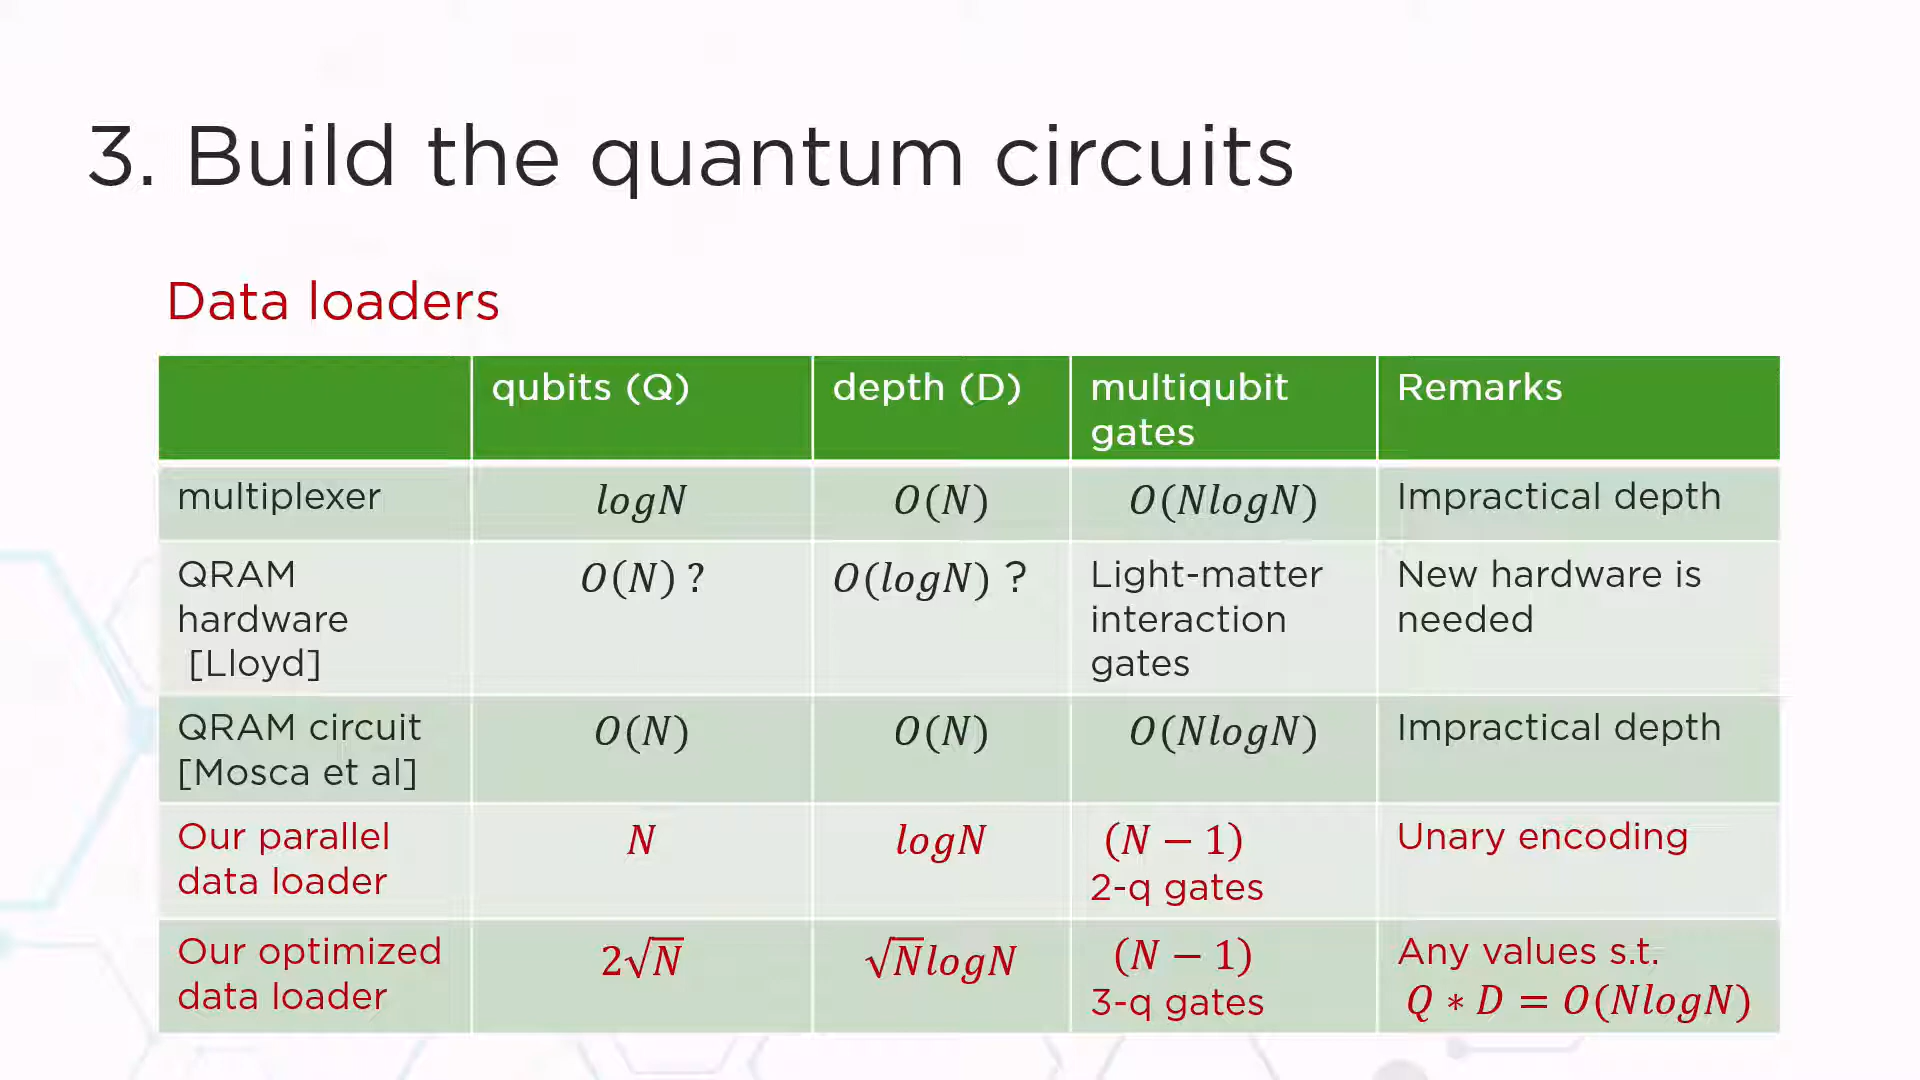 3. Build the quantum circuits
Data loaders
qubits (Q)
depth (D)
multiqubit
gates
Remarks
multiplexer
logN
O(N)
O(NlogN)
Impractical depth
QRAM
hardware
[Lloyd]
O(N) ?
O(logN) ?
Light-matter
interaction
gates
New hardware is
needed
QRAM circuit
[Mosca et al]
O(N)
O(N)
O(NlogN)
Impractical depth
Our parallel
data loader
N
logN
(N − 1)
2-q gates
Unary encoding
Our optimized
data loader
2√N
√NlogN
(N − 1)
3-q gates
Any values s.t.
Q ∗ D = O(NlogN)